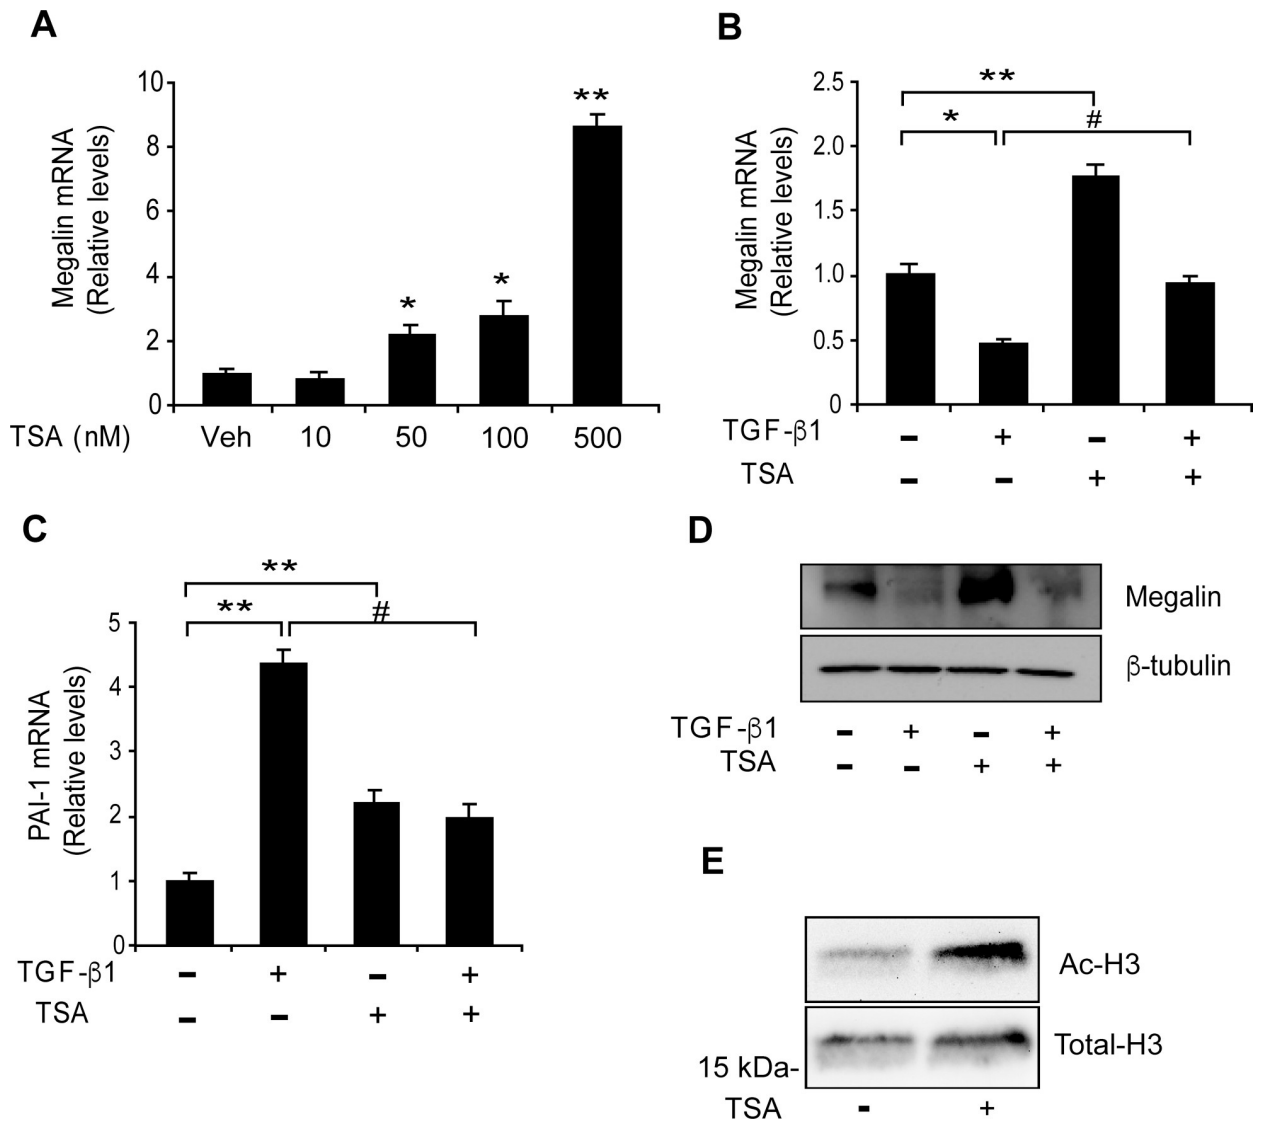 A
Megalin mRNA
(Relative levels)
10
8
6
4
2
0
* * **
TSA (nM) Veh 10 50 100 500
B
Megalin mRNA
(Relative levels)
2.5
2.0
1.5
1.0
0.5
0
**
* #
TGF-β1 - + - +
TSA - - + +
C
PAI-1 mRNA
(Relative levels)
5
4
3
2
1
0
**
** #
TGF-β1 - + - +
TSA - - + +
D
Megalin
β-tubulin
TGF-β1 - + - +
TSA - - + +
E
Ac-H3
Total-H3
15 kDa-
TSA - +